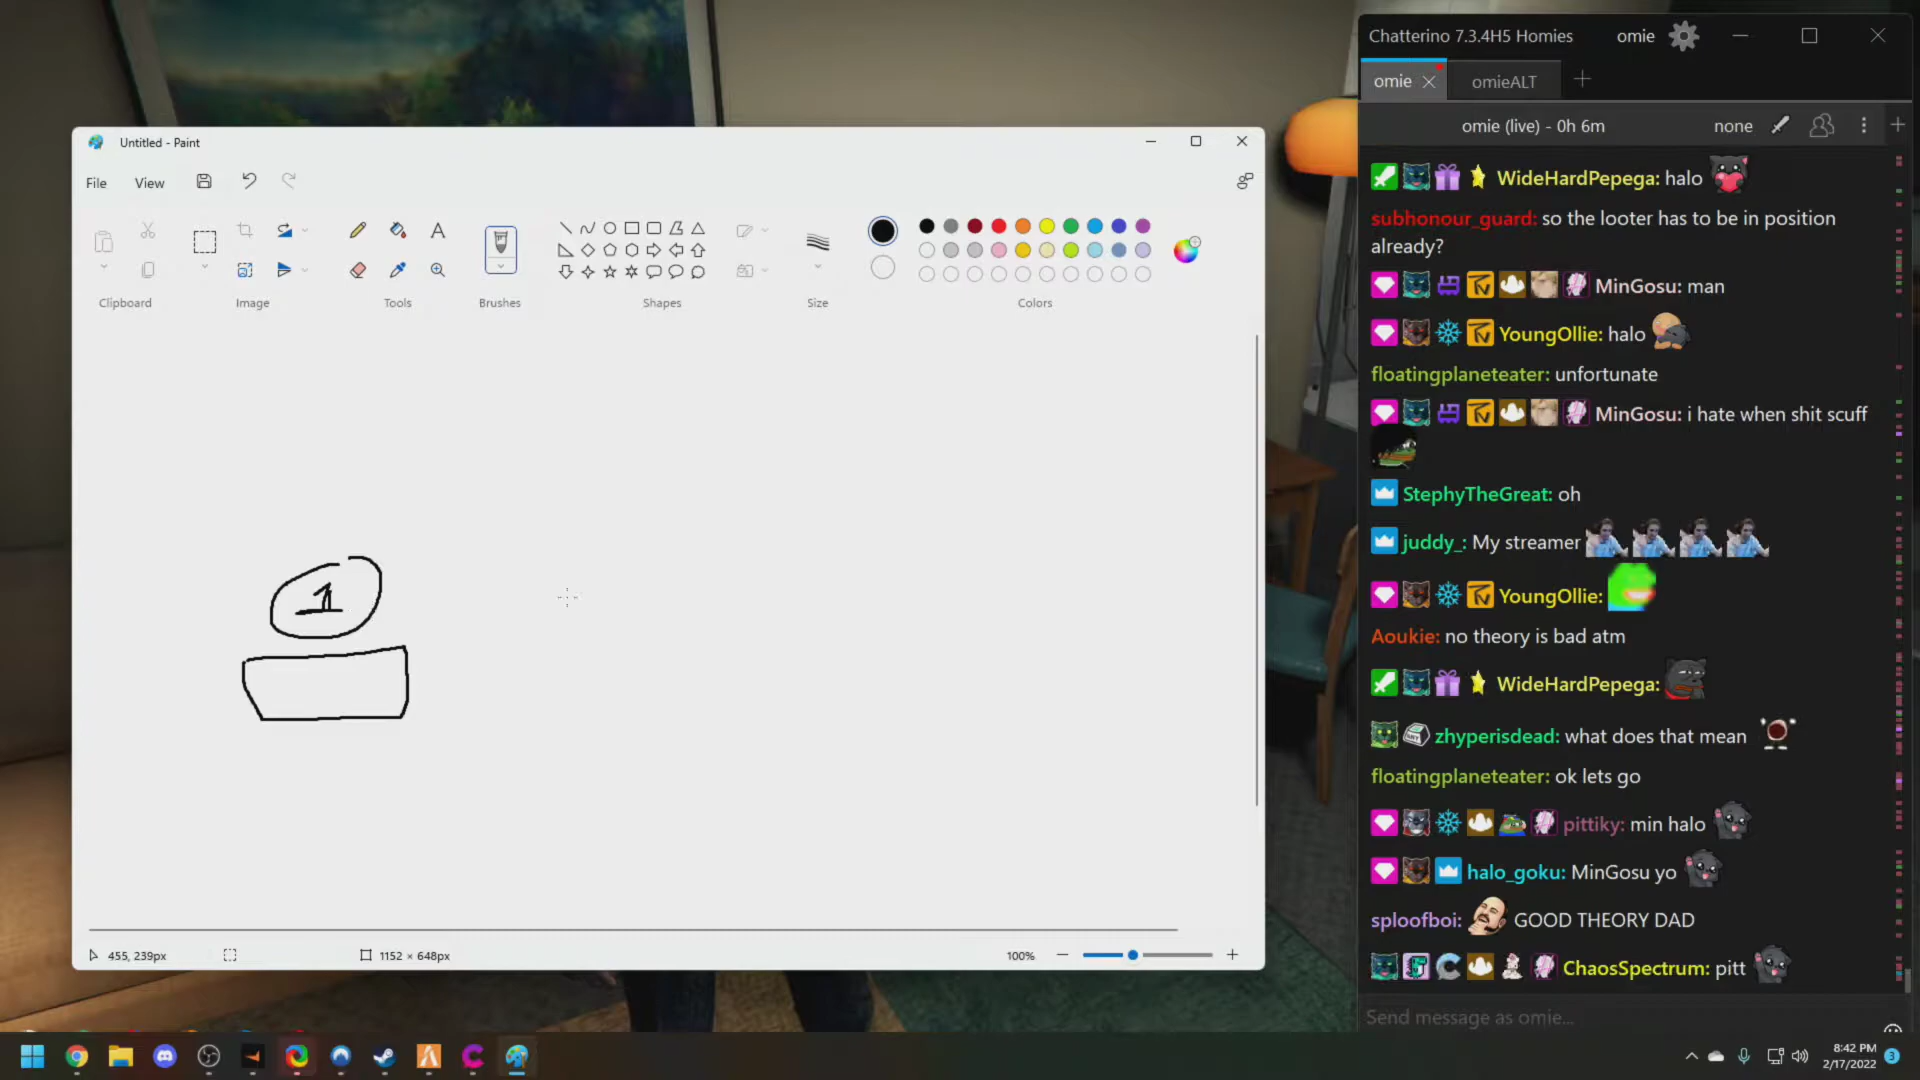 Untitled - Paint
File
View
Clipboard
Image
Tools
Brushes
Shapes
Size
Colors
1
455, 239px
1152 × 648px
100%
Chatterino 7.3.4H5 Homies
omie
omie
omieALT
omie (live) - 0h 6m
none
WideHardPepega: halo
subhonour_guard: so the looter has to be in position
already?
MinGosu: man
YoungOllie: halo
floatingplaneteater: unfortunate
MinGosu: i hate when shit scuff
StephyTheGreat: oh
juddy_: My streamer
YoungOllie:
Aoukie: no theory is bad atm
WideHardPepega:
zhyperisdead: what does that mean
floatingplaneteater: ok lets go
pittiky: min halo
halo_goku: MinGosu yo
sploofboi: GOOD THEORY DAD
ChaosSpectrum: pitt
Send message as omie...
8:42 PM
2/17/2022
3